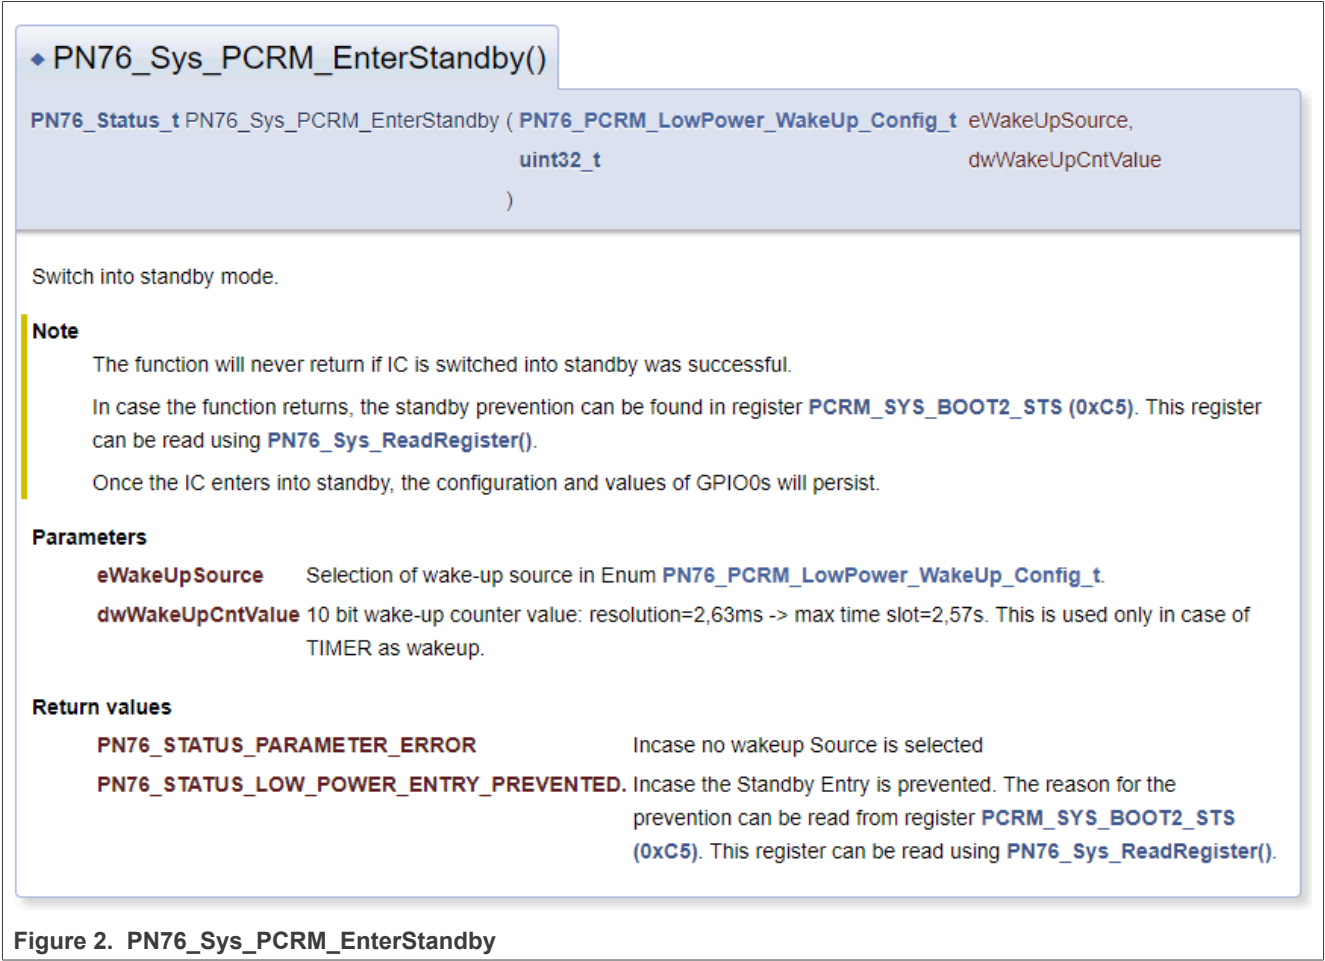 PN76_Sys_PCRM_EnterStandby()
PN76_Status_t PN76_Sys_PCRM_EnterStandby ( PN76_PCRM_LowPower_WakeUp_Config_t eWakeUpSource,
uint32_t dwWakeUpCntValue
)
Switch into standby mode.
Note
The function will never return if IC is switched into standby was successful.
In case the function returns, the standby prevention can be found in register PCRM_SYS_BOOT2_STS (0xC5). This register
can be read using PN76_Sys_ReadRegister().
Once the IC enters into standby, the configuration and values of GPIO0s will persist.
Parameters
eWakeUpSource Selection of wake-up source in Enum PN76_PCRM_LowPower_WakeUp_Config_t.
dwWakeUpCntValue 10 bit wake-up counter value: resolution=2,63ms -> max time slot=2,57s. This is used only in case of
TIMER as wakeup.
Return values
PN76_STATUS_PARAMETER_ERROR Incase no wakeup Source is selected
PN76_STATUS_LOW_POWER_ENTRY_PREVENTED. Incase the Standby Entry is prevented. The reason for the
prevention can be read from register PCRM_SYS_BOOT2_STS
(0xC5). This register can be read using PN76_Sys_ReadRegister().
Figure 2. PN76_Sys_PCRM_EnterStandby